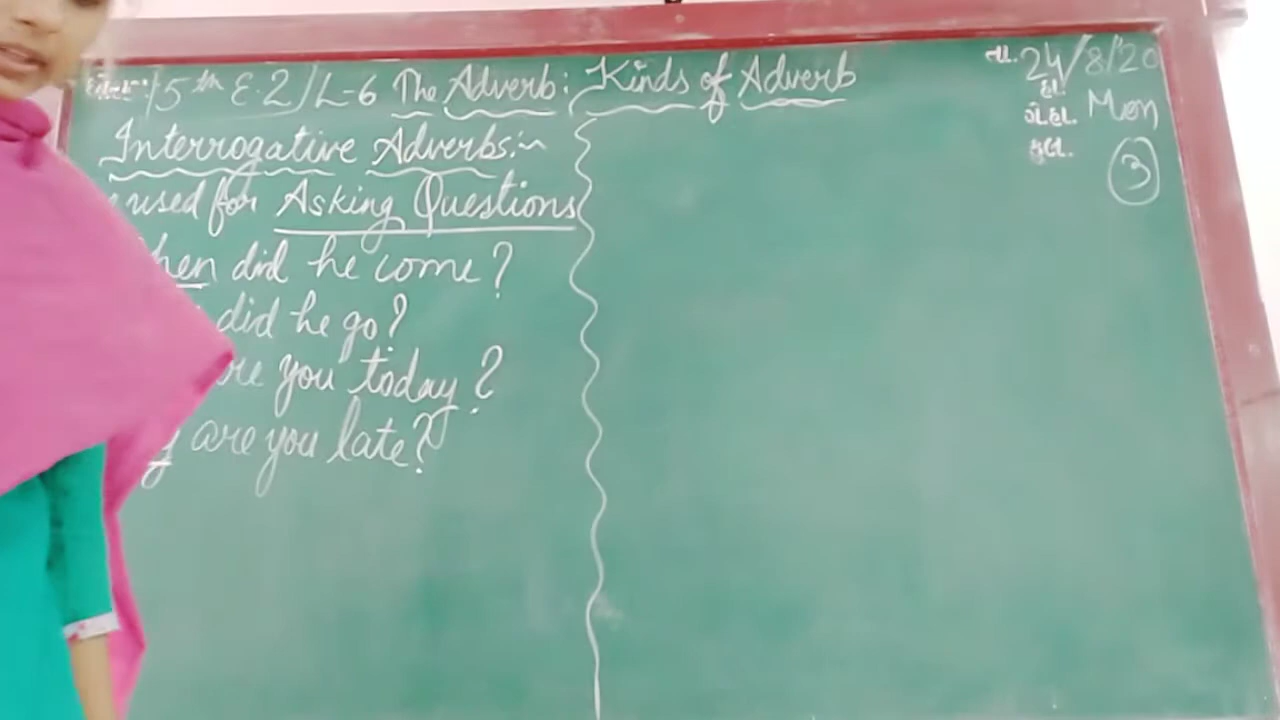 5th E.2 / L-6 The Adverb: Kinds of Adverb
Interrogative Adverbs:~
used for Asking Questions
hen did he come?
did he go?
are you today?
y are you late?
તા. 24/8/20
Mon
3